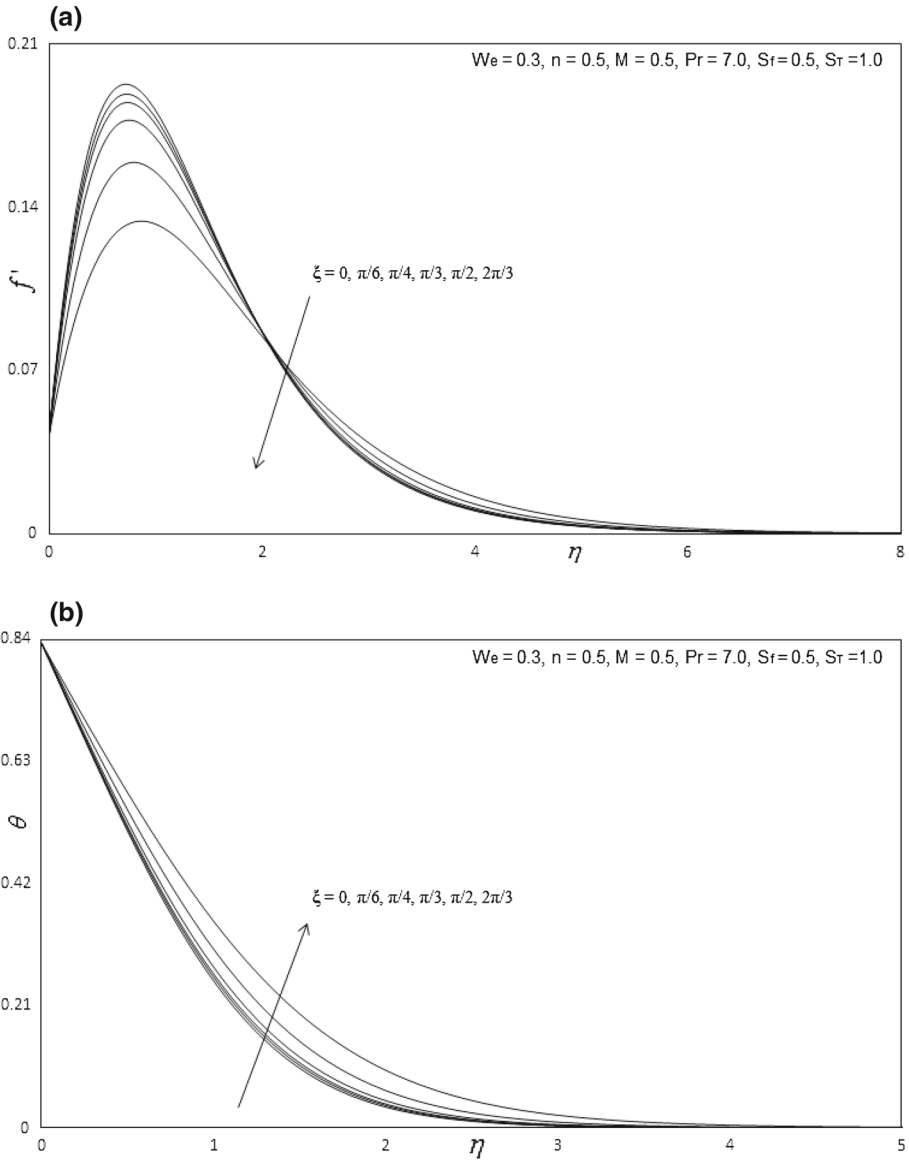 (a)
0.21
We = 0.3, n = 0.5, M = 0.5, Pr = 7.0, Sf = 0.5, ST =1.0
0.14
f'
ξ = 0, π/6, π/4, π/3, π/2, 2π/3
0.07
0
0 2 4 η 6 8
(b)
0.84
We = 0.3, n = 0.5, M = 0.5, Pr = 7.0, Sf = 0.5, ST =1.0
0.63
θ
0.42
ξ = 0, π/6, π/4, π/3, π/2, 2π/3
0.21
0
0 1 2 η 3 4 5